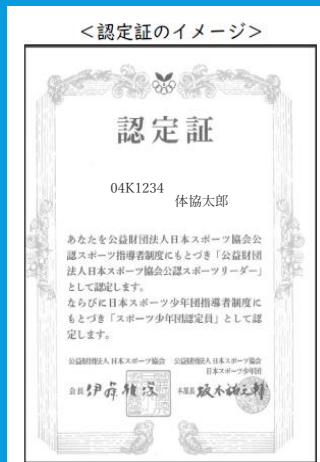 ＜認定証のイメージ＞
認定証
04K1234
体協太郎
あなたを公益財団法人日本スポーツ協会公
認スポーツ指導者制度にもとづき「公益財団
法人日本スポーツ協会公認スポーツリーダー」
として認定します。
ならびに日本スポーツ少年団指導者制度に
もとづき「スポーツ少年団認定員」として認
定します。
公益財団法人 日本スポーツ協会
公益財団法人 日本スポーツ協会
日本スポーツ少年団
会長
本部長